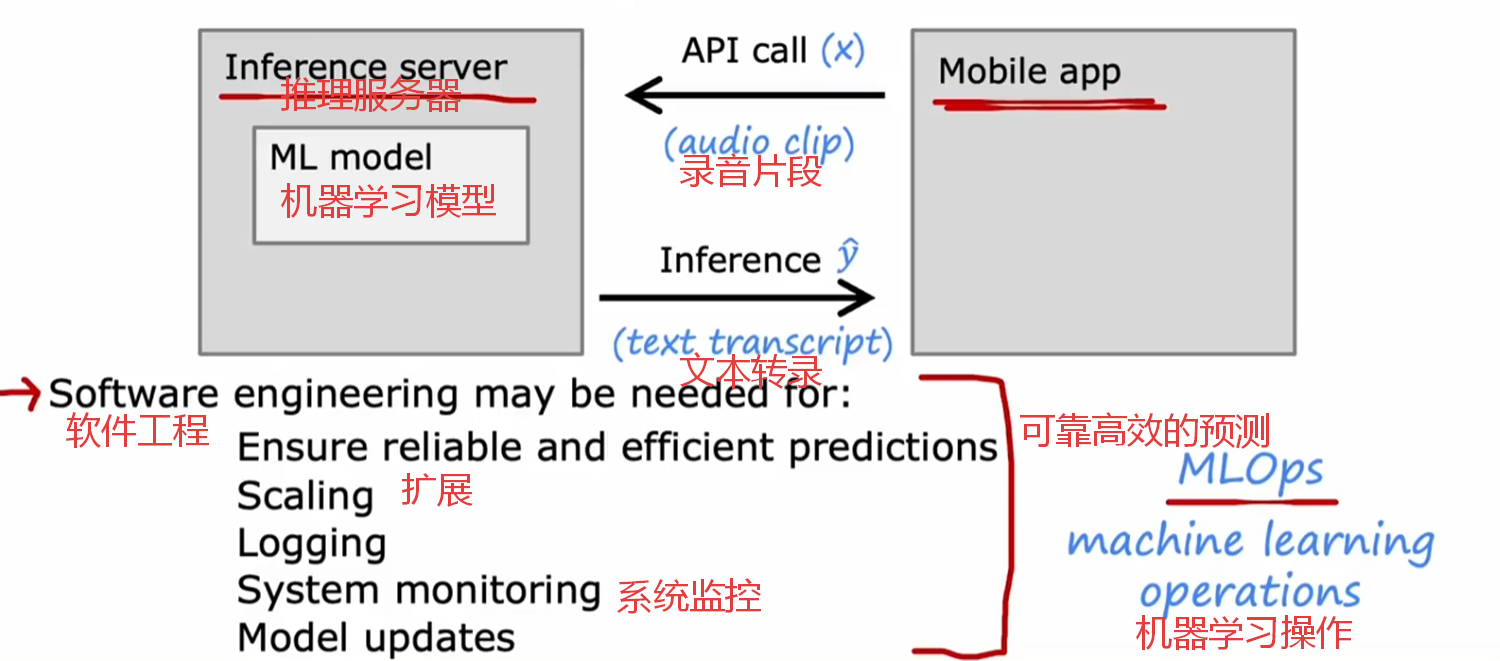 Inference server
推理服务器
ML model
机器学习模型
API call (x)
(audio clip)
录音片段
Inference ŷ
(text transcript)
文本转录
Mobile app
Software engineering may be needed for:
软件工程
Ensure reliable and efficient predictions
可靠高效的预测
Scaling 扩展
Logging
System monitoring 系统监控
Model updates
MLOps
machine learning
operations
机器学习操作